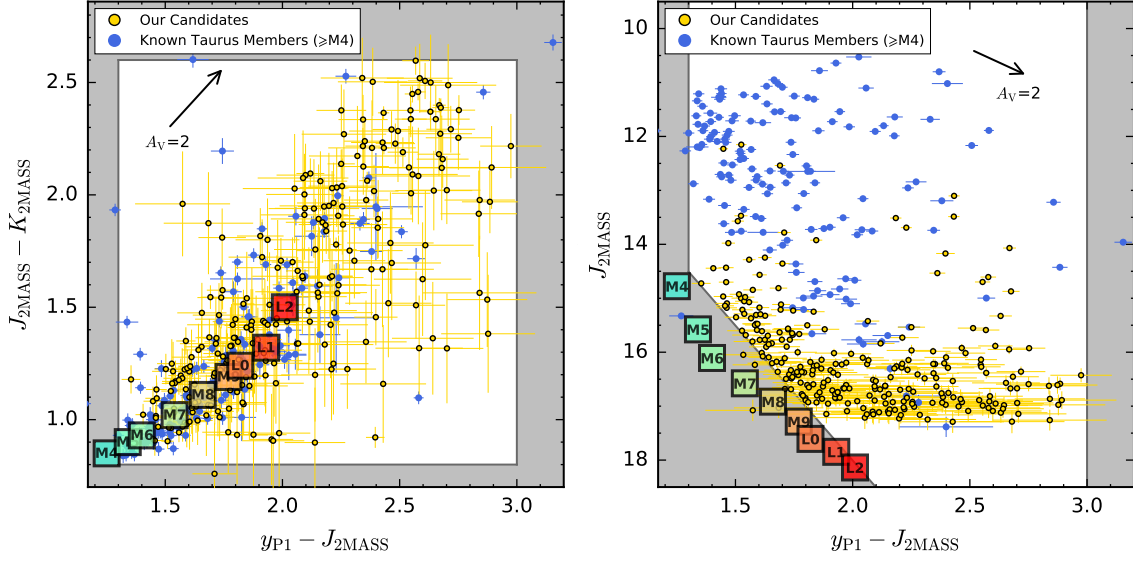 Our Candidates
Known Taurus Members (⩾M4)
A_V=2
2.5
2.0
1.5
1.0
J_2MASS − K_2MASS
M4
M6
M7
M8
L0
L1
L2
1.5
2.0
2.5
3.0
y_P1 − J_2MASS
Our Candidates
Known Taurus Members (⩾M4)
A_V=2
10
12
14
16
18
J_2MASS
M4
M5
M6
M7
M8
M9
L0
L1
L2
1.5
2.0
2.5
3.0
y_P1 − J_2MASS